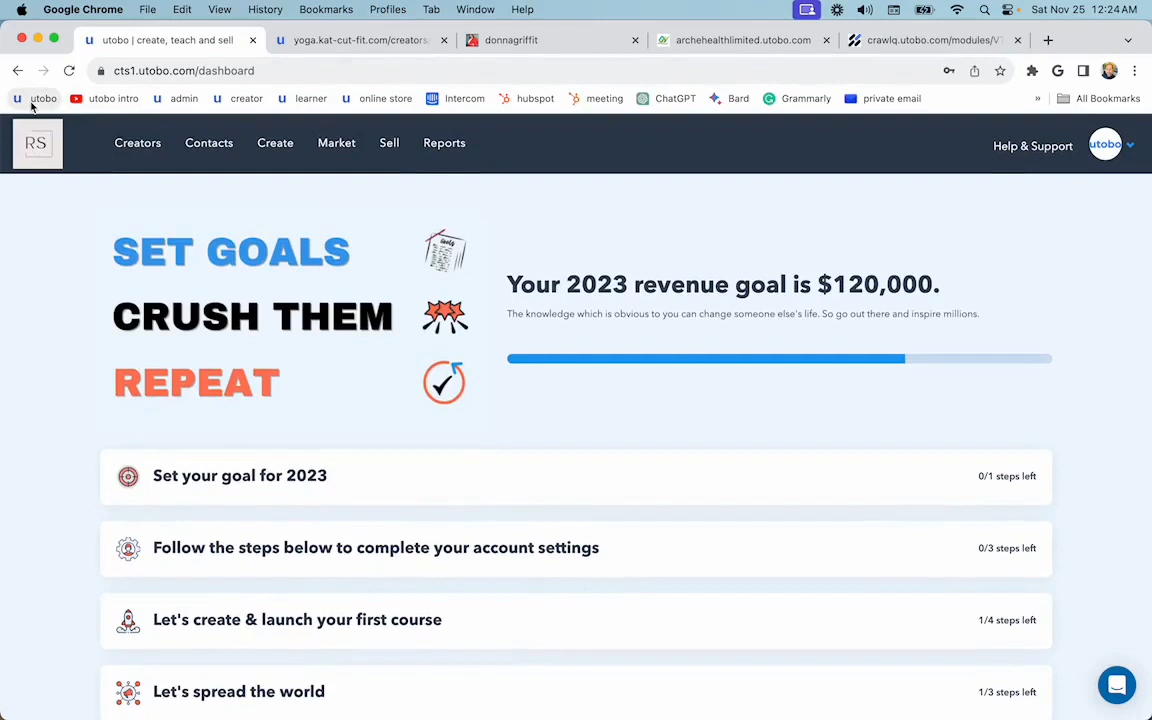 Google Chrome File Edit View History Bookmarks Profiles Tab Window Help Sat Nov 25 12:24 AM
utobo | create, teach and sell
yoga.kat-cut-fit.com/creators
donnagriffit
archehealthlimited.utobo.com
crawlq.utobo.com/modules/V
cts1.utobo.com/dashboard
utobo utobo intro admin creator learner online store Intercom hubspot meeting ChatGPT Bard Grammarly private email » All Bookmarks
RS Creators Contacts Create Market Sell Reports Help & Support utobo
SET GOALS
CRUSH THEM
REPEAT
Goals
Your 2023 revenue goal is $120,000.
The knowledge which is obvious to you can change someone else's life. So go out there and inspire millions.
Set your goal for 2023 0/1 steps left
Follow the steps below to complete your account settings 0/3 steps left
Let's create & launch your first course 1/4 steps left
Let's spread the world 1/3 steps left